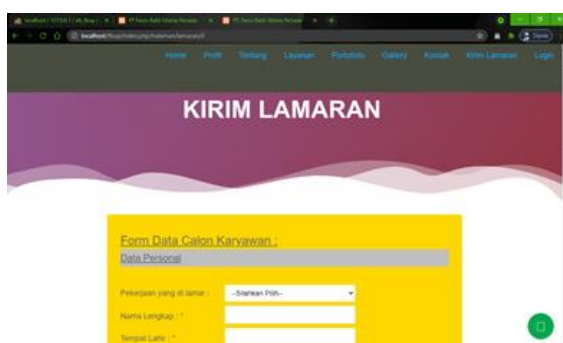 Home Profil Tentang Layanan Portofolio Gallery Kontak Kirim Lamaran Login
KIRIM LAMARAN
Form Data Calon Karyawan :
Data Personal
Pekerjaan yang di lamar : --Silahkan Pilih--
Nama Lengkap : *
Tempat Lahir : *